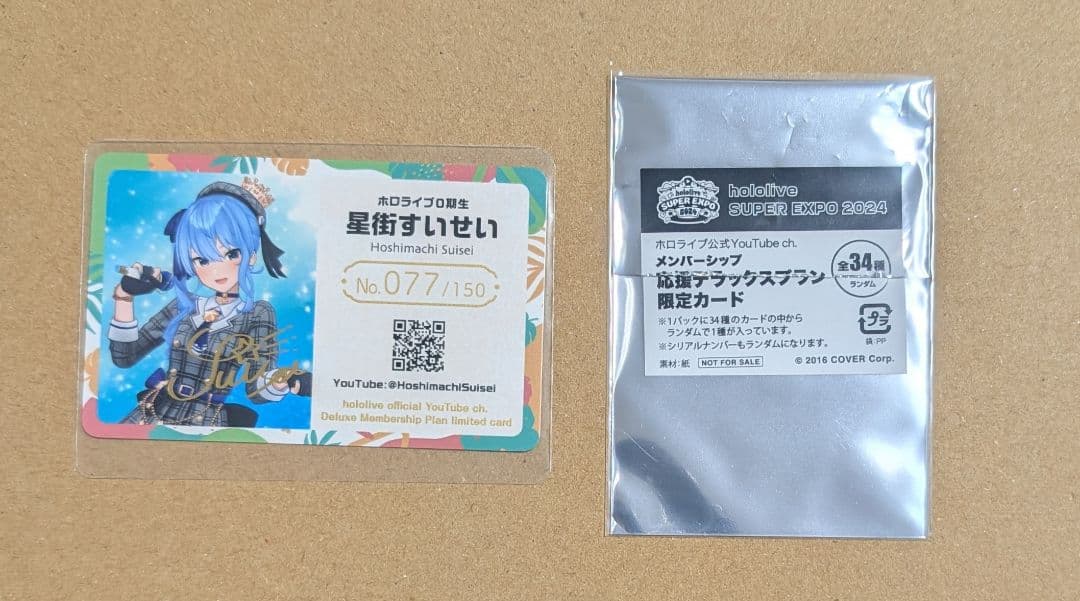 ホロライブ0期生
星街すいせい
Hoshimachi Suisei
No.077/150
YouTube:@HoshimachiSuisei
hololive official YouTube ch.
Deluxe Membership Plan limited card
hololive
SUPER EXPO
2024
hololive
SUPER EXPO 2024
ホロライブ公式YouTube ch.
メンバーシップ
応援デラックスプラン
限定カード
全34種
ランダム
※1パックに34種のカードの中から
ランダムで1種が入っています。
※シリアルナンバーもランダムになります。
プラ
袋:PP
素材:紙 NOT FOR SALE © 2016 COVER Corp.